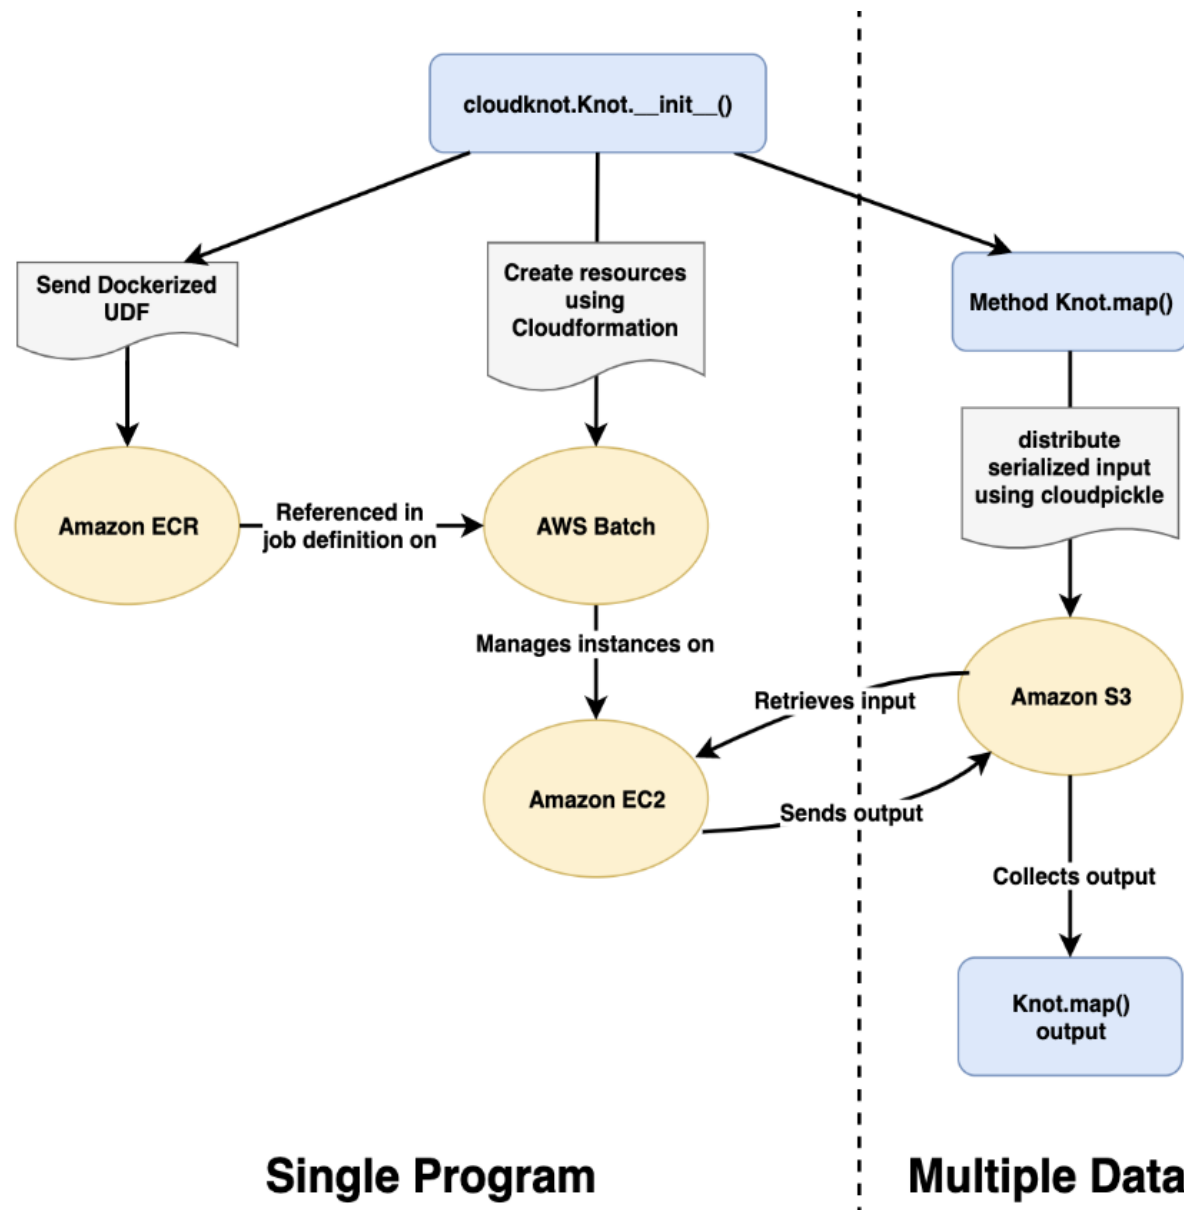 cloudknot.Knot.__init__()
Send Dockerized
UDF
Create resources
using
Cloudformation
Method Knot.map()
distribute
serialized input
using cloudpickle
Amazon ECR
Referenced in
job definition on
AWS Batch
Manages instances on
Retrieves input
Amazon S3
Amazon EC2
Sends output
Collects output
Knot.map()
output
Single Program
Multiple Data